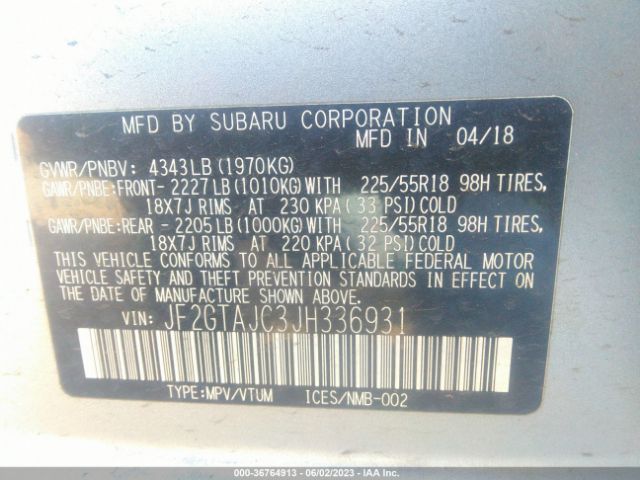 MFD BY SUBARU CORPORATION
MFD IN 04/18
GVWR/PNBV: 4343LB (1970KG)
GAWR/PNBE:FRONT- 2227 LB (1010KG) WITH 225/55R18 98H TIRES,
18X7J RIMS AT 230 KPA (33 PSI) COLD
GAWR/PNBE:REAR - 2205 LB (1000KG) WITH 225/55R18 98H TIRES,
18X7J RIMS AT 220 KPA (32 PSI) COLD
THIS VEHICLE CONFORMS TO ALL APPLICABLE FEDERAL MOTOR
VEHICLE SAFETY AND THEFT PREVENTION STANDARDS IN EFFECT ON
THE DATE OF MANUFACTURE SHOWN ABOVE.
VIN: JF2GTAJC3JH336931
TYPE:MPV/VTUM ICES/NMB-002
000-36764913 - 06/02/2023 - IAA Inc.